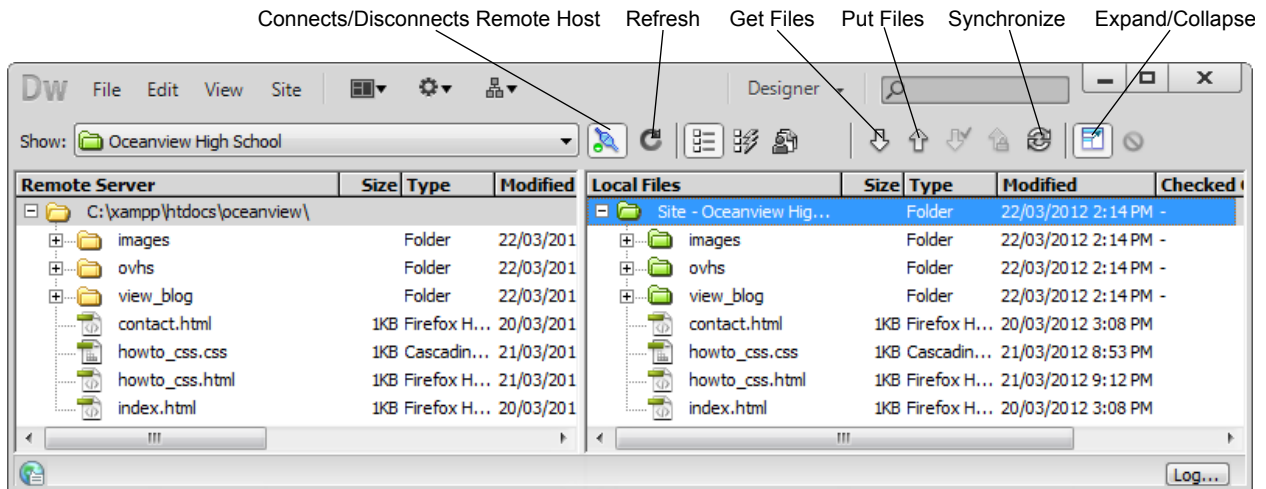 Connects/Disconnects Remote Host Refresh Get Files Put Files Synchronize Expand/Collapse
Dw File Edit View Site Designer
Show: Oceanview High School
Remote Server Size Type Modified Local Files Size Type Modified Checked
C:\xampp\htdocs\oceanview\ Site - Oceanview Hig... Folder 22/03/2012 2:14 PM -
images Folder 22/03/201 images Folder 22/03/2012 2:14 PM -
ovhs Folder 22/03/201 ovhs Folder 22/03/2012 2:14 PM -
view_blog Folder 22/03/201 view_blog Folder 22/03/2012 2:14 PM -
contact.html 1KB Firefox H... 20/03/201 contact.html 1KB Firefox H... 20/03/2012 3:08 PM
howto_css.css 1KB Cascadin... 21/03/201 howto_css.css 1KB Cascadin... 21/03/2012 8:53 PM
howto_css.html 1KB Firefox H... 21/03/201 howto_css.html 1KB Firefox H... 21/03/2012 9:12 PM
index.html 1KB Firefox H... 20/03/201 index.html 1KB Firefox H... 20/03/2012 3:08 PM
Log...